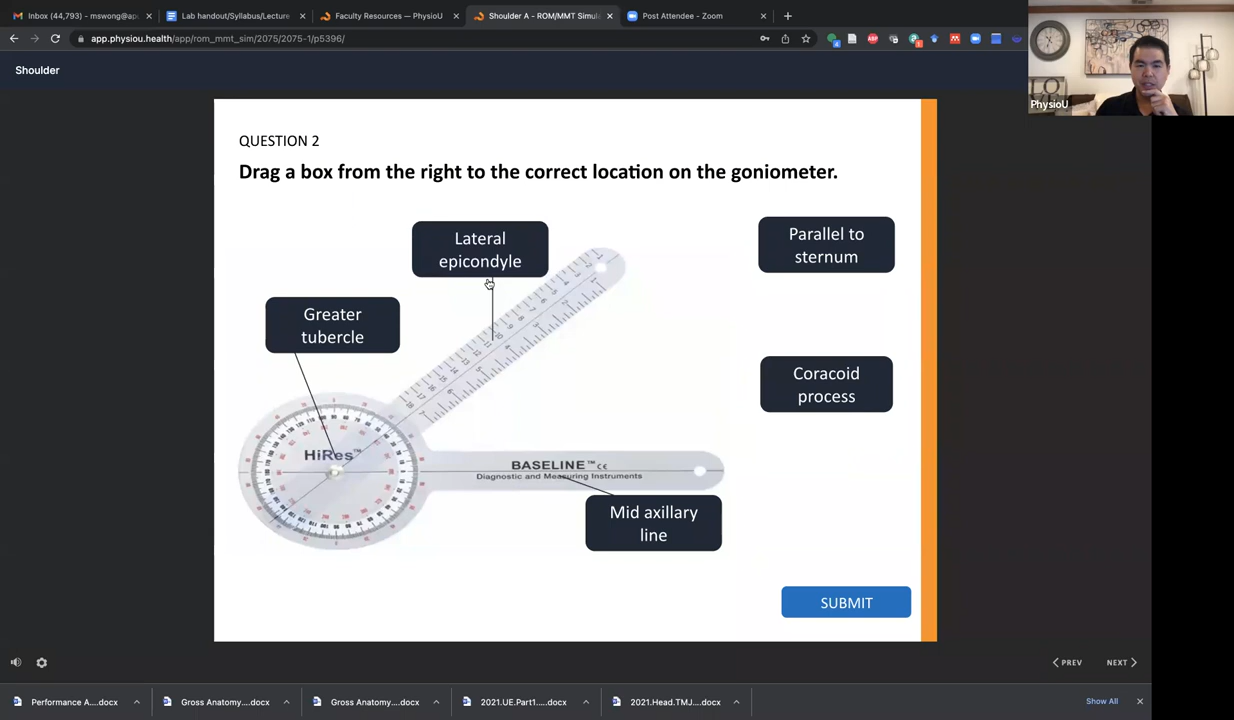 Inbox (44,793) - mswong@ap
Lab handout/Syllabus/Lecture
Faculty Resources — PhysioU
Shoulder A - ROM/MMT Simula
Post Attendee - Zoom
app.physiou.health/app/rom_mmt_sim/2075/2075-1/p5396/
Shoulder
PhysioU
QUESTION 2
Drag a box from the right to the correct location on the goniometer.
Lateral
epicondyle
Parallel to
sternum
Greater
tubercle
Coracoid
process
HiRes™
BASELINE™ CE
Diagnostic and Measuring Instruments
Mid axillary
line
SUBMIT
PREV
NEXT
Performance A....docx
Gross Anatomy....docx
Gross Anatomy....docx
2021.UE.Part1.....docx
2021.Head.TMJ....docx
Show All